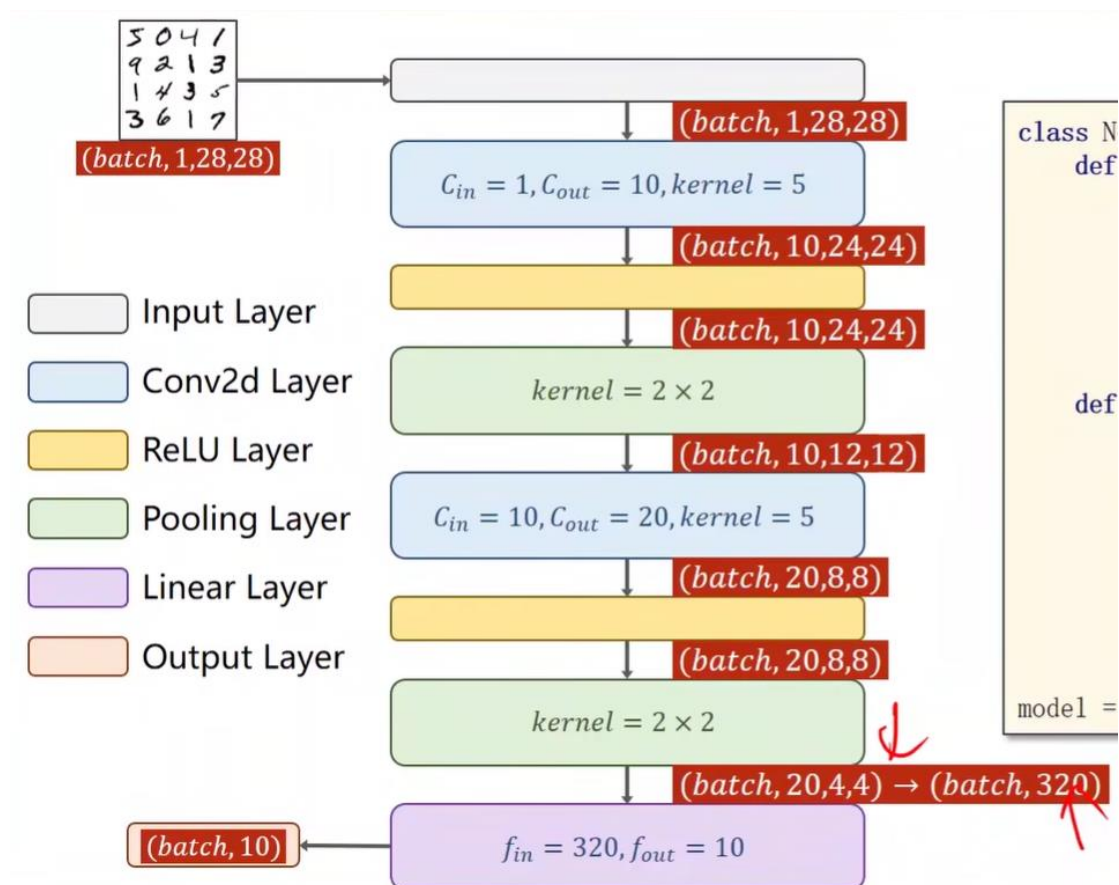 5 0 4 1
9 2 1 3
1 4 3 5
3 6 1 7
(batch, 1,28,28)
(batch, 1,28,28)
C_in = 1, C_out = 10, kernel = 5
(batch, 10,24,24)
(batch, 10,24,24)
kernel = 2 × 2
(batch, 10,12,12)
C_in = 10, C_out = 20, kernel = 5
(batch, 20,8,8)
(batch, 20,8,8)
kernel = 2 × 2
(batch, 20,4,4) → (batch, 320)
f_in = 320, f_out = 10
(batch, 10)
Input Layer
Conv2d Layer
ReLU Layer
Pooling Layer
Linear Layer
Output Layer
class N
def
def
model =